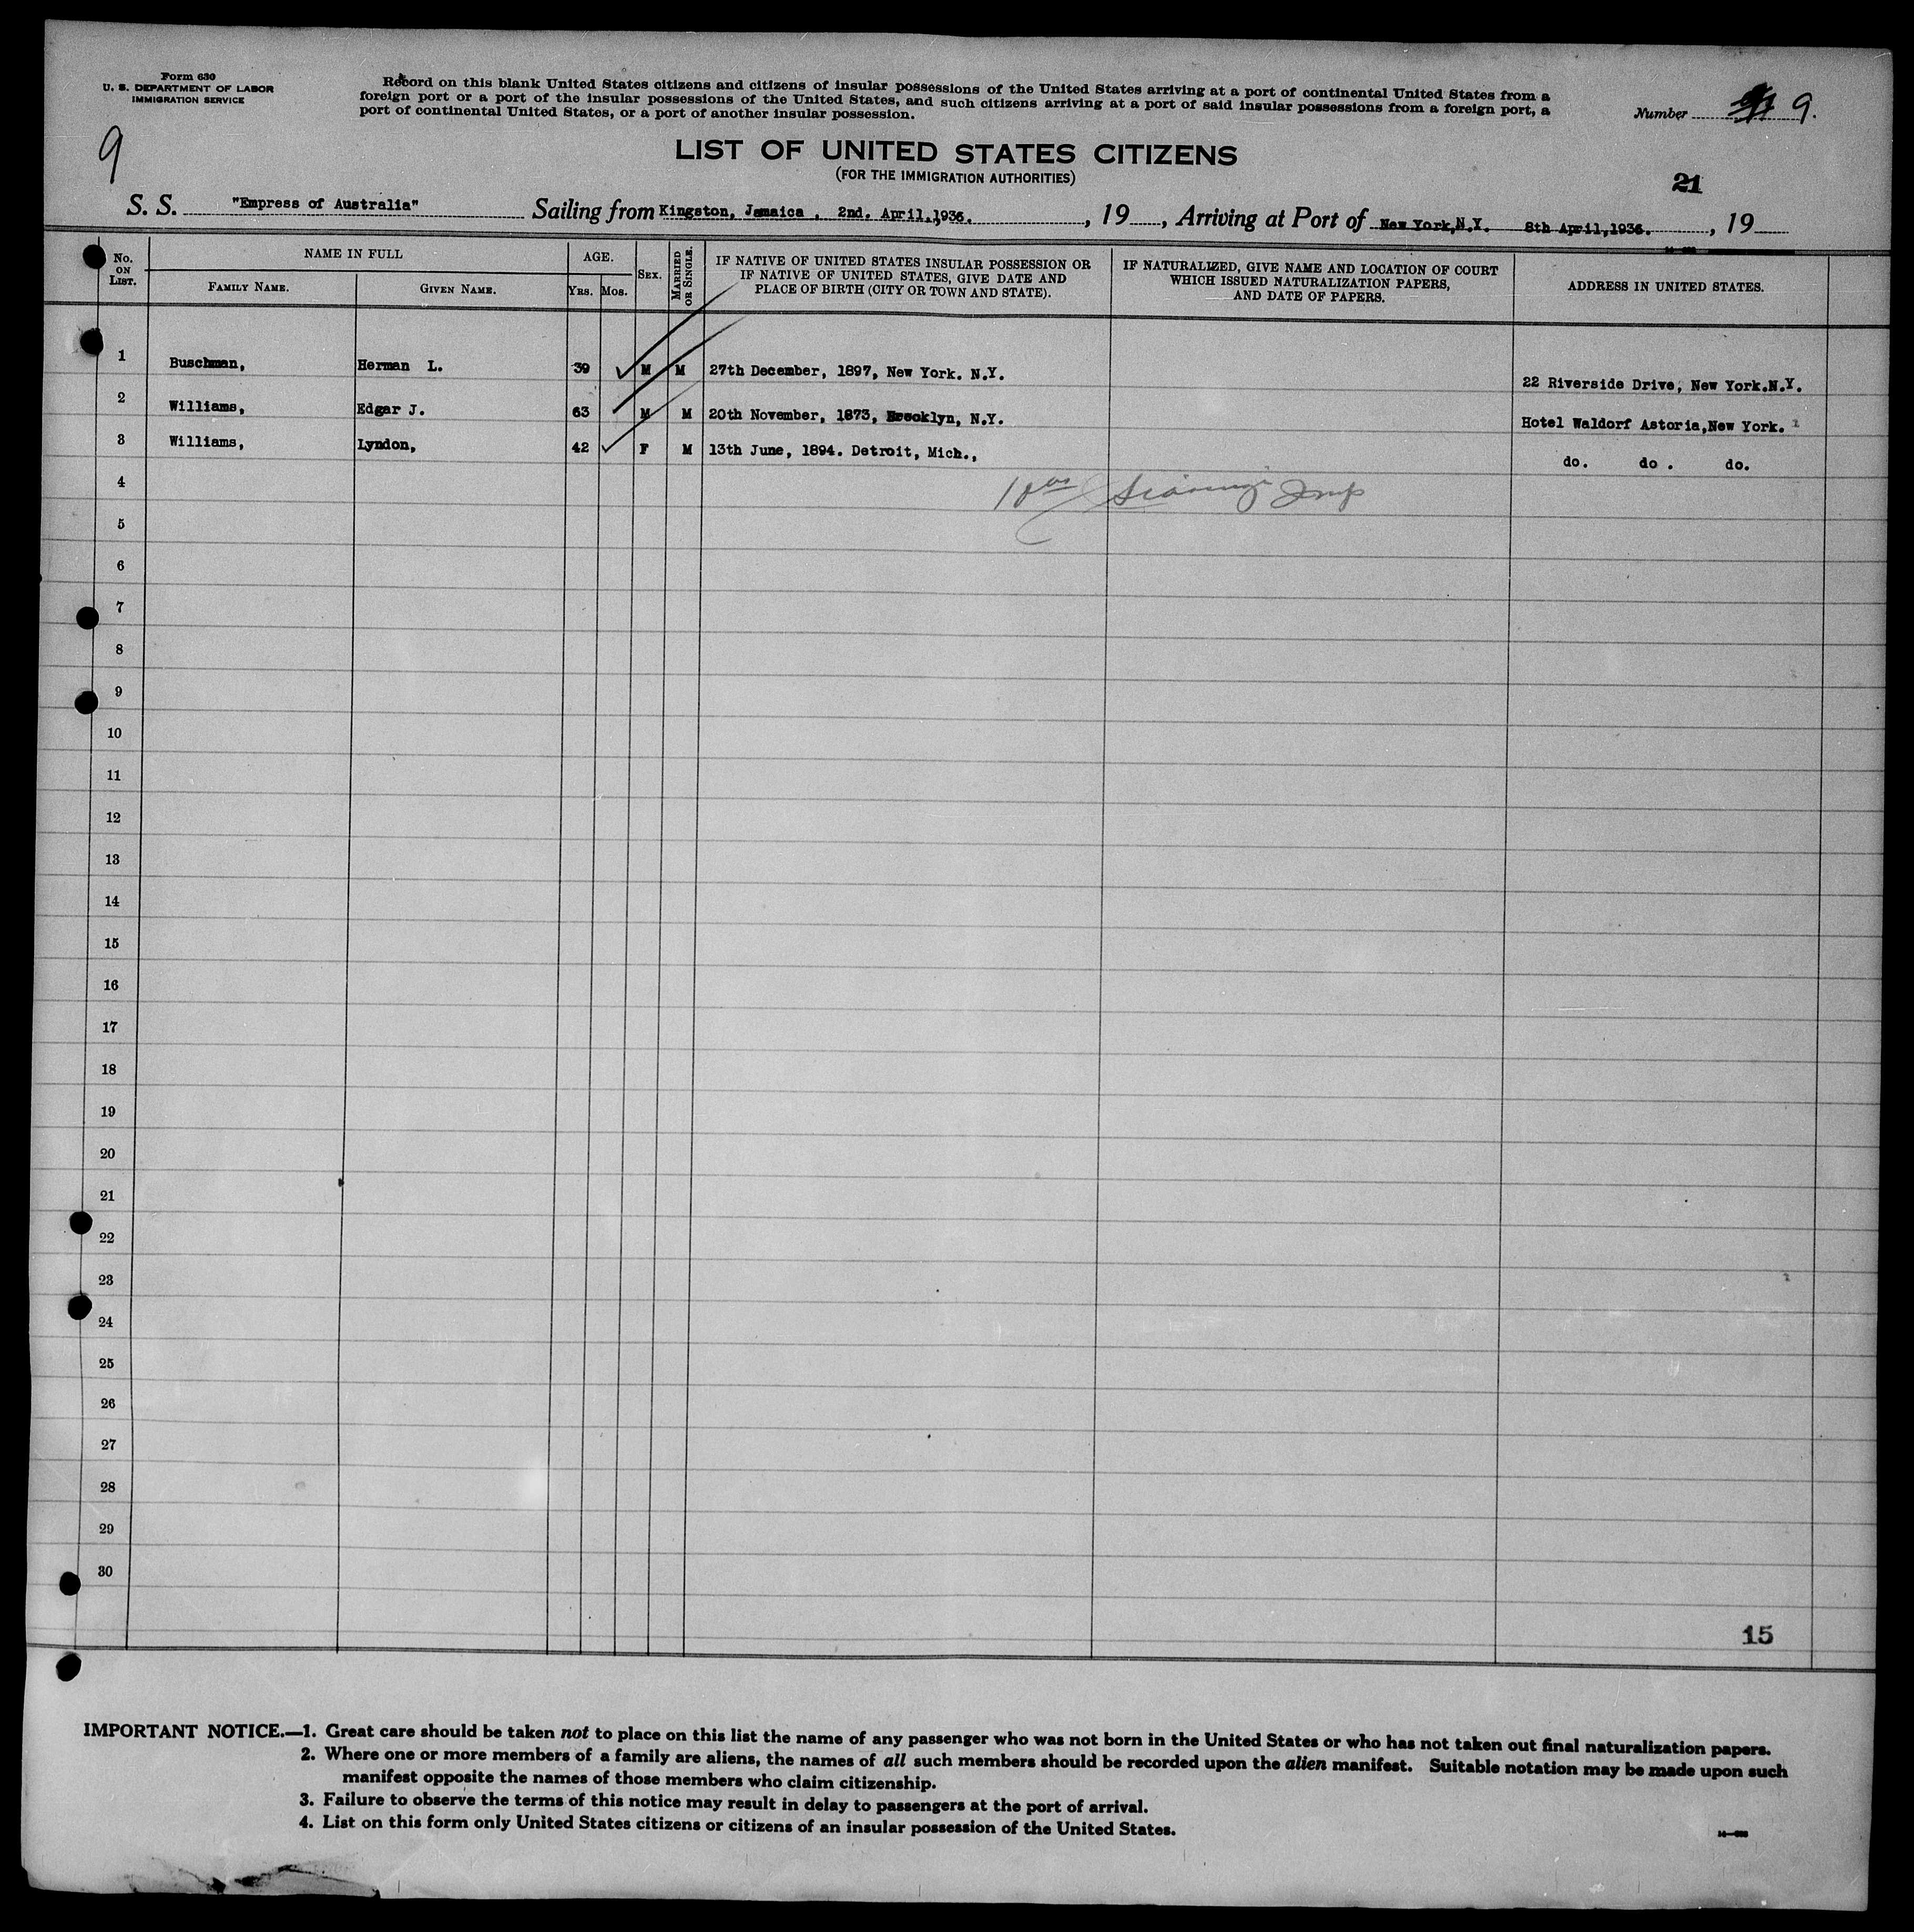 Form 630
U. S. DEPARTMENT OF LABOR
IMMIGRATION SERVICE
Record on this blank United States citizens and citizens of insular possessions of the United States arriving at a port of continental United States from a
foreign port or a port of the insular possessions of the United States, and such citizens arriving at a port of said insular possessions from a foreign port, a
port of continental United States, or a port of another insular possession.
Number 9.
9
LIST OF UNITED STATES CITIZENS
(FOR THE IMMIGRATION AUTHORITIES)
21
S. S. "Empress of Australia" Sailing from Kingston, Jamaica, 2nd. April, 1936. , 19 , Arriving at Port of New York, N.Y. 8th April, 1936. , 19
No. ON LIST.
NAME IN FULL
FAMILY NAME. GIVEN NAME.
AGE.
YRS. MOS.
SEX.
MARRIED OR SINGLE.
IF NATIVE OF UNITED STATES INSULAR POSSESSION OR
IF NATIVE OF UNITED STATES, GIVE DATE AND
PLACE OF BIRTH (CITY OR TOWN AND STATE).
IF NATURALIZED, GIVE NAME AND LOCATION OF COURT
WHICH ISSUED NATURALIZATION PAPERS,
AND DATE OF PAPERS.
ADDRESS IN UNITED STATES.
1 Buschman, Herman L. 39 M M 27th December, 1897, New York. N.Y. 22 Riverside Drive, New York.N.Y.
2 Williams, Edgar J. 63 M M 20th November, 1873, Brooklyn, N.Y. Hotel Waldorf Astoria,New York.
3 Williams, Lyndon, 42 F M 13th June, 1894. Detroit, Mich., do. do . do.
4
5
6
7
8
9
10
11
12
13
14
15
16
17
18
19
20
21
22
23
24
25
26
27
28
29
30
15
IMPORTANT NOTICE.—1. Great care should be taken not to place on this list the name of any passenger who was not born in the United States or who has not taken out final naturalization papers.
2. Where one or more members of a family are aliens, the names of all such members should be recorded upon the alien manifest. Suitable notation may be made upon such
manifest opposite the names of those members who claim citizenship.
3. Failure to observe the terms of this notice may result in delay to passengers at the port of arrival.
4. List on this form only United States citizens or citizens of an insular possession of the United States.